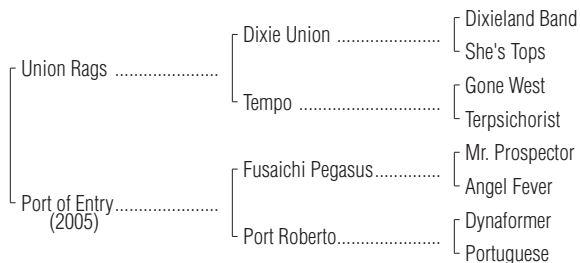 Dixieland Band
Dixie Union ........................
She's Tops
Union Rags ........................
Gone West
Tempo .................................
Terpsichorist
Mr. Prospector
Fusaichi Pegasus...............
Angel Fever
Port of Entry........................
(2005)
Dynaformer
Port Roberto........................
Portuguese